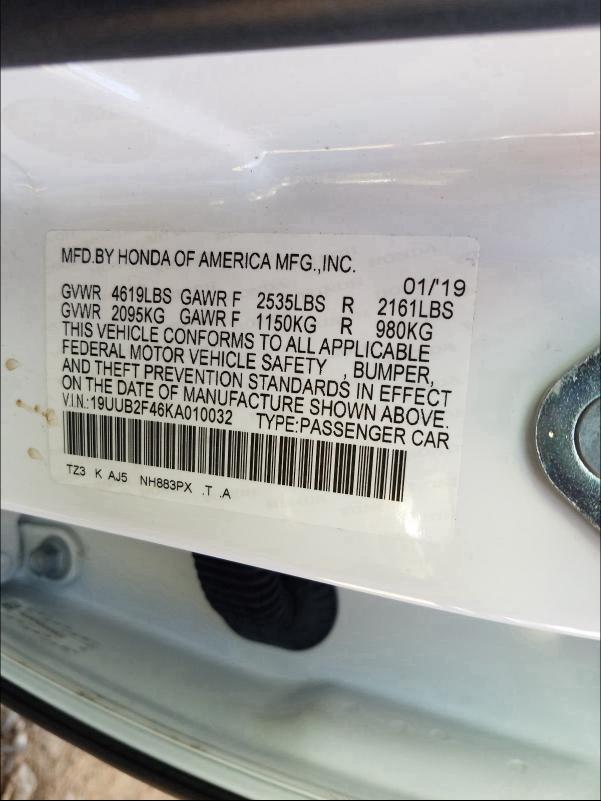 MFD.BY HONDA OF AMERICA MFG.,INC.
01/'19
GVWR 4619LBS GAWR F 2535LBS R 2161LBS
GVWR 2095KG GAWR F 1150KG R 980KG
THIS VEHICLE CONFORMS TO ALL APPLICABLE
FEDERAL MOTOR VEHICLE SAFETY , BUMPER,
AND THEFT PREVENTION STANDARDS IN EFFECT
ON THE DATE OF MANUFACTURE SHOWN ABOVE.
V.I.N.:19UUB2F46KA010032 TYPE:PASSENGER CAR
TZ3 K AJ5 NH883PX .T .A